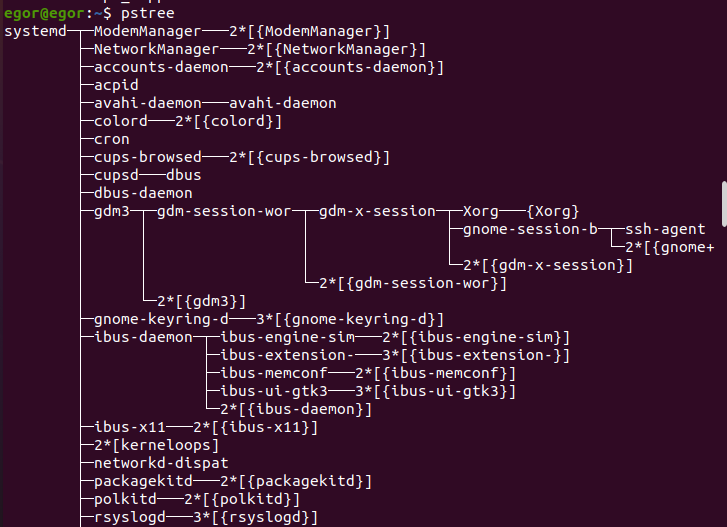 egor@egor:~$ pstree
systemd─┬─ModemManager───2*[{ModemManager}]
        ├─NetworkManager───2*[{NetworkManager}]
        ├─accounts-daemon───2*[{accounts-daemon}]
        ├─acpid
        ├─avahi-daemon───avahi-daemon
        ├─colord───2*[{colord}]
        ├─cron
        ├─cups-browsed───2*[{cups-browsed}]
        ├─cupsd───dbus
        ├─dbus-daemon
        ├─gdm3─┬─gdm-session-wor─┬─gdm-x-session─┬─Xorg───{Xorg}
        │      │                 │               ├─gnome-session-b─┬─ssh-agent
        │      │                 │               │                 └─2*[{gnome+
        │      │                 │               └─2*[{gdm-x-session}]
        │      │                 └─2*[{gdm-session-wor}]
        │      └─2*[{gdm3}]
        ├─gnome-keyring-d───3*[{gnome-keyring-d}]
        ├─ibus-daemon─┬─ibus-engine-sim───2*[{ibus-engine-sim}]
        │             ├─ibus-extension-───3*[{ibus-extension-}]
        │             ├─ibus-memconf───2*[{ibus-memconf}]
        │             ├─ibus-ui-gtk3───3*[{ibus-ui-gtk3}]
        │             └─2*[{ibus-daemon}]
        ├─ibus-x11───2*[{ibus-x11}]
        ├─2*[kerneloops]
        ├─networkd-dispat
        ├─packagekitd───2*[{packagekitd}]
        ├─polkitd───2*[{polkitd}]
        ├─rsyslogd───3*[{rsyslogd}]